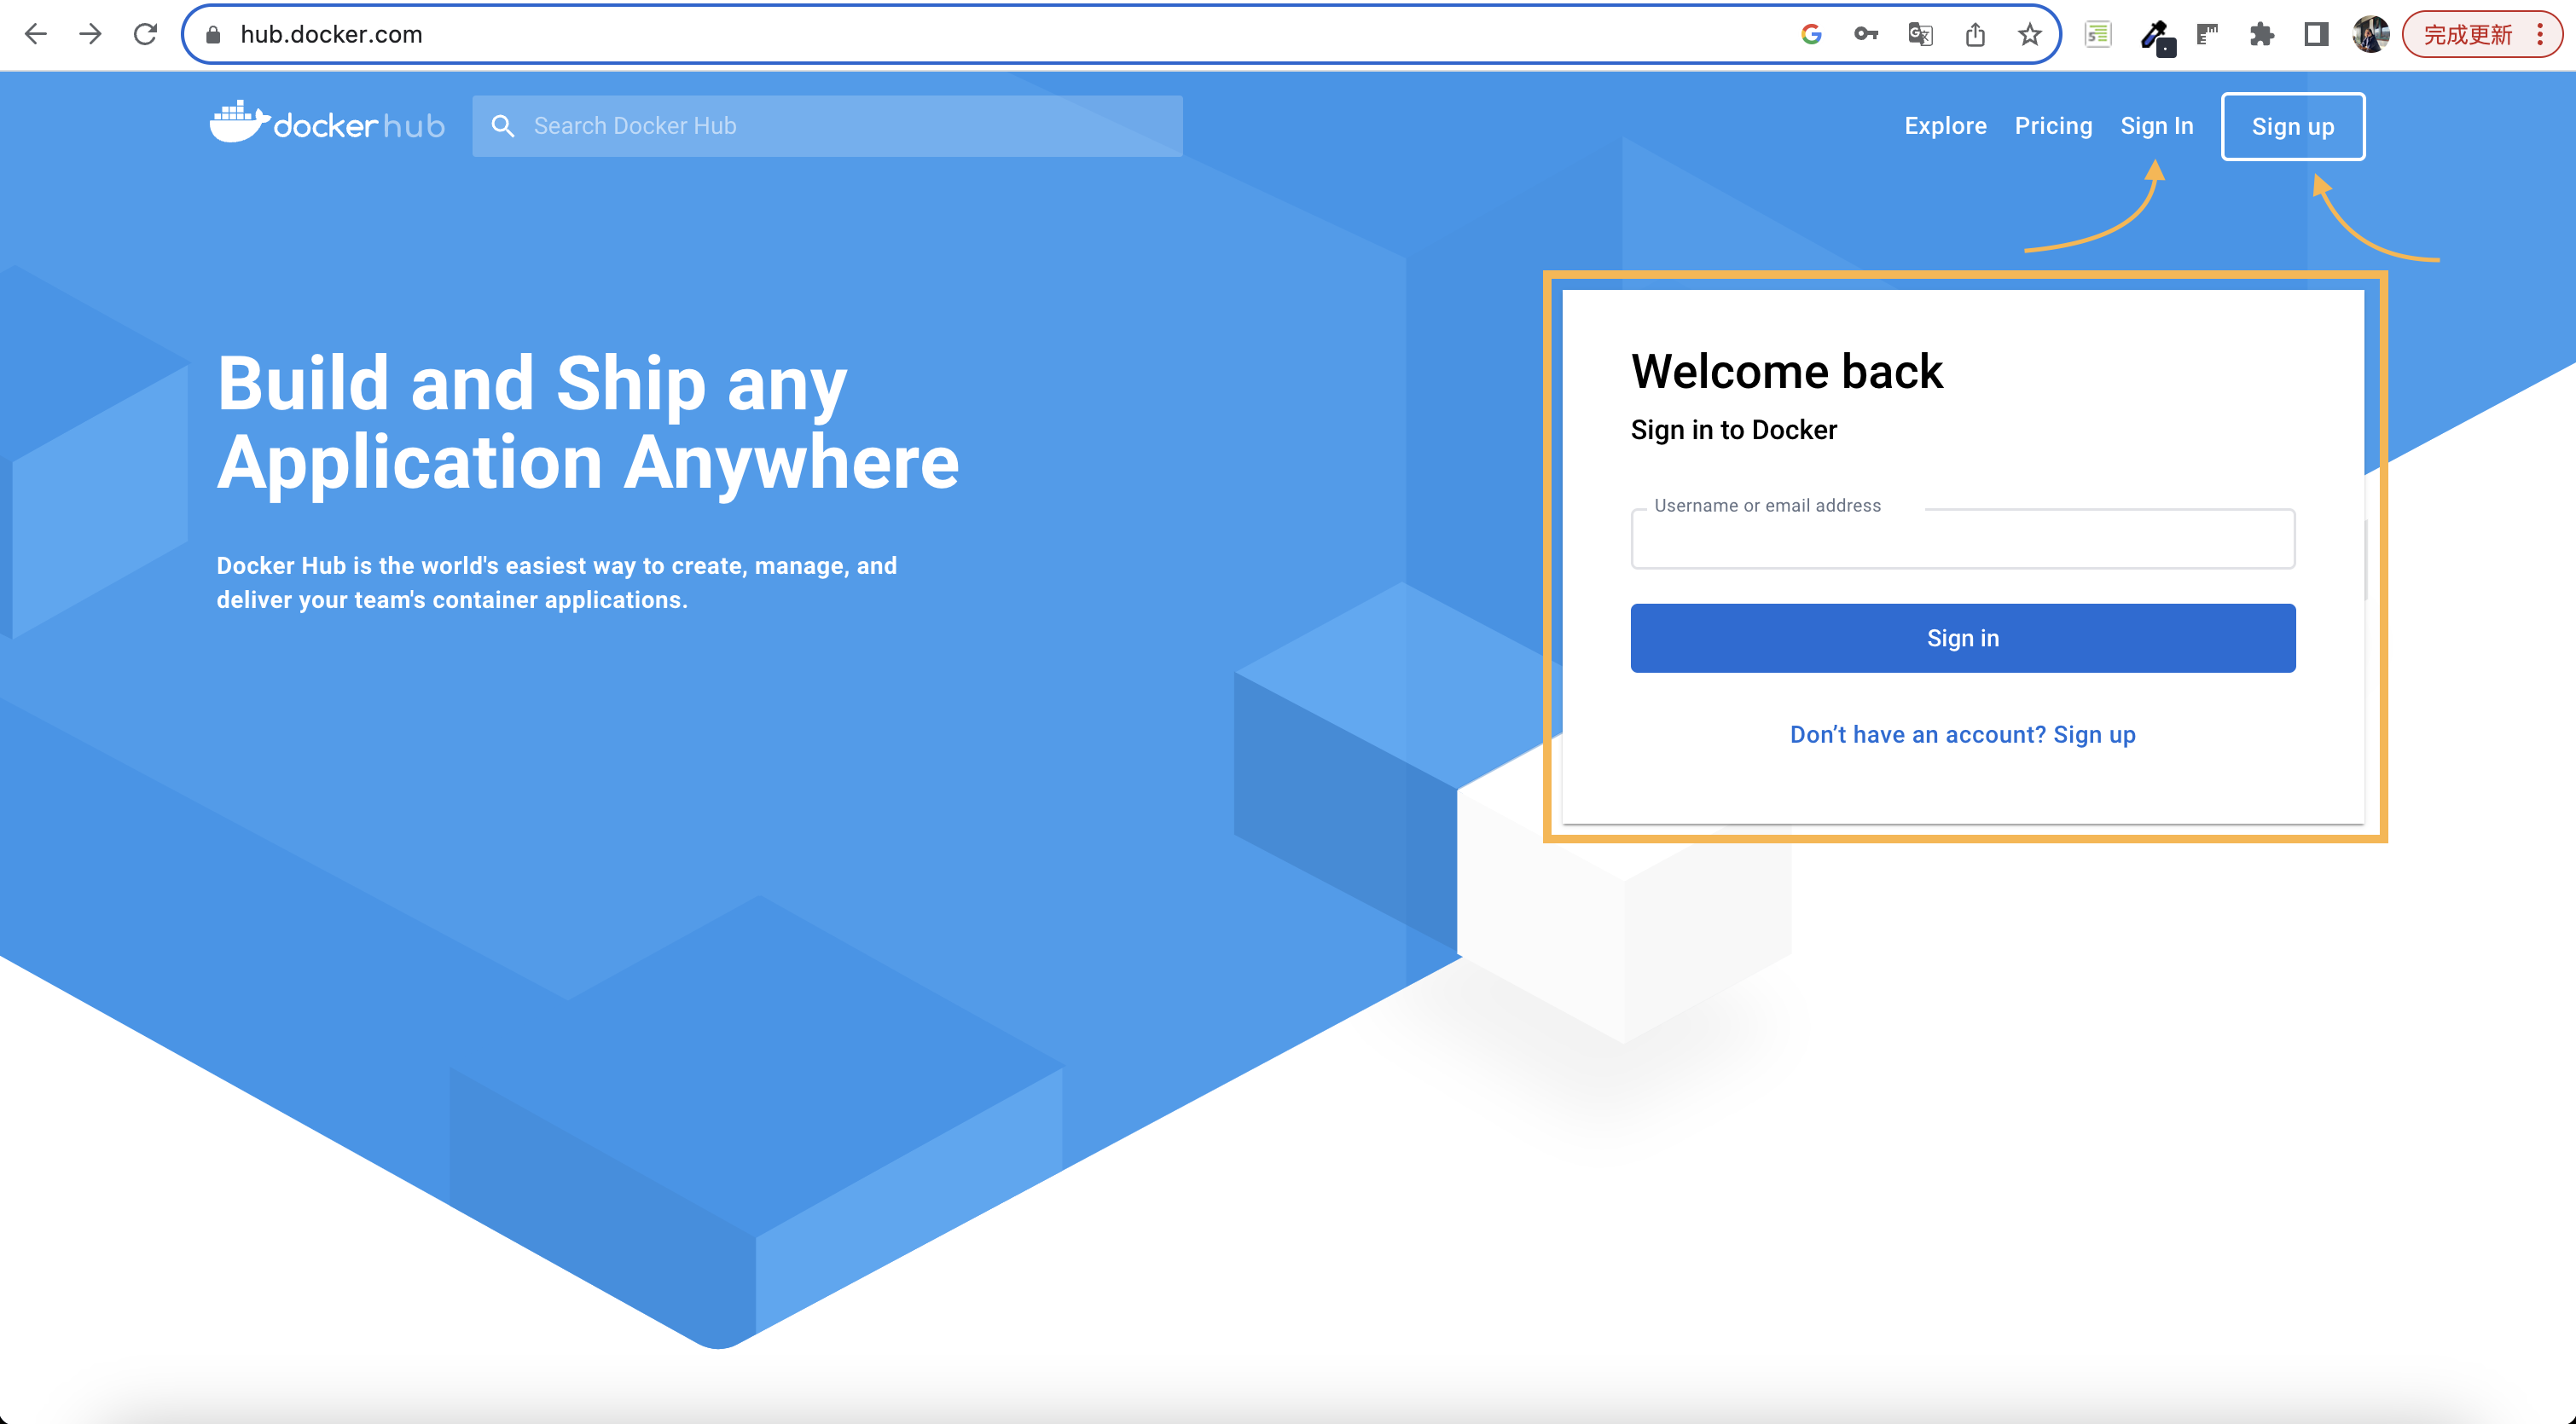 hub.docker.com
完成更新
docker hub
Search Docker Hub
Explore
Pricing
Sign In
Sign up
Build and Ship any
Application Anywhere
Docker Hub is the world's easiest way to create, manage, and
deliver your team's container applications.
Welcome back
Sign in to Docker
Username or email address
Sign in
Don’t have an account? Sign up